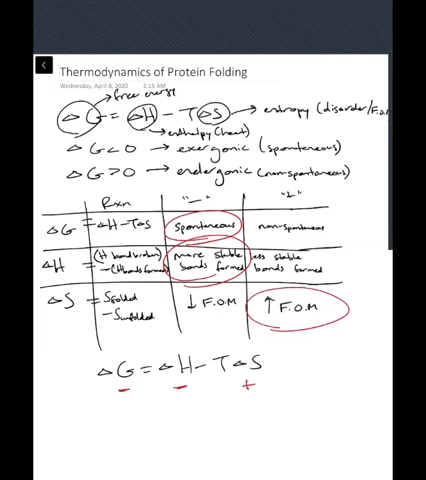 Thermodynamics of Protein Folding
Wednesday, April 8, 2020 2:15 AM
free energy
ΔG = ΔH − TΔS → entropy (disorder/F.O.M
→ enthalpy (heat)
ΔG < 0 → exergonic (spontaneous)
ΔG > 0 → endergonic (non-spontaneous)
Rxn "−" "+"
ΔG = ΔH − TΔS spontaneous non-spontaneous
ΔH = (H bond broken) − (H bonds formed) more stable bonds formed less stable bonds formed
ΔS = Sfolded − Sunfolded ↓ F.O.M ↑ F.O.M
ΔG = ΔH − TΔS
− − +